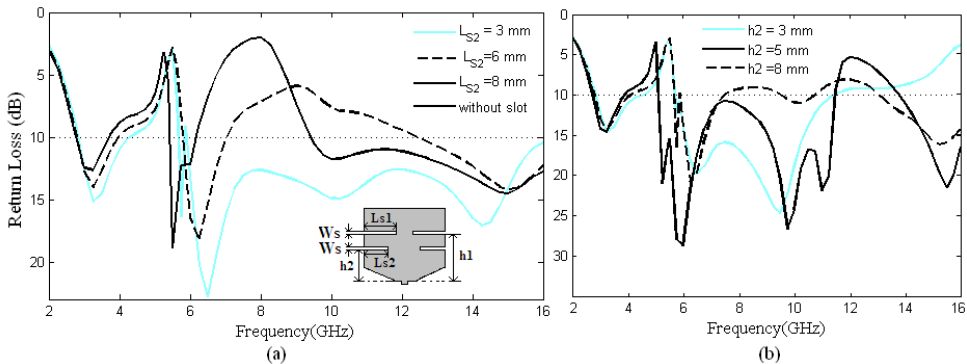 0
5
10
15
20
Return Loss (dB)
L_S2 = 3 mm
L_S2 =6 mm
L_S2 =8 mm
without slot
Ws
Ws
Ls1
Ls2
h2
h1
2 4 6 8 10 12 14 16
Frequency(GHz)
(a)
0
5
10
15
20
25
30
h2 = 3 mm
h2 =5 mm
h2 =8 mm
2 4 6 8 10 12 14 16
Frequency(GHz)
(b)